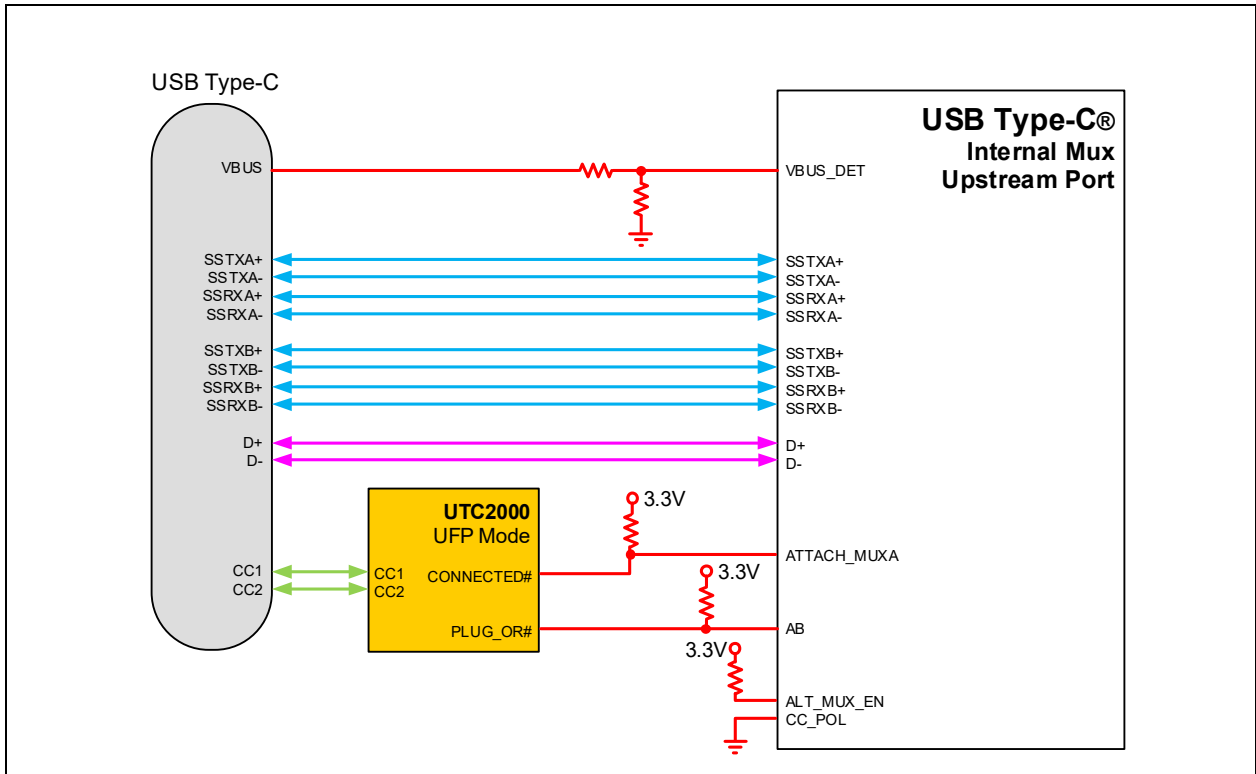 USB Type-C
VBUS
SSTXA+
SSTXA-
SSRXA+
SSRXA-
SSTXB+
SSTXB-
SSRXB+
SSRXB-
D+
D-
CC1
CC2
UTC2000
UFP Mode
CC1
CC2
CONNECTED#
PLUG_OR#
3.3V
3.3V
3.3V
USB Type-C®
Internal Mux
Upstream Port
VBUS_DET
SSTXA+
SSTXA-
SSRXA+
SSRXA-
SSTXB+
SSTXB-
SSRXB+
SSRXB-
D+
D-
ATTACH_MUXA
AB
ALT_MUX_EN
CC_POL